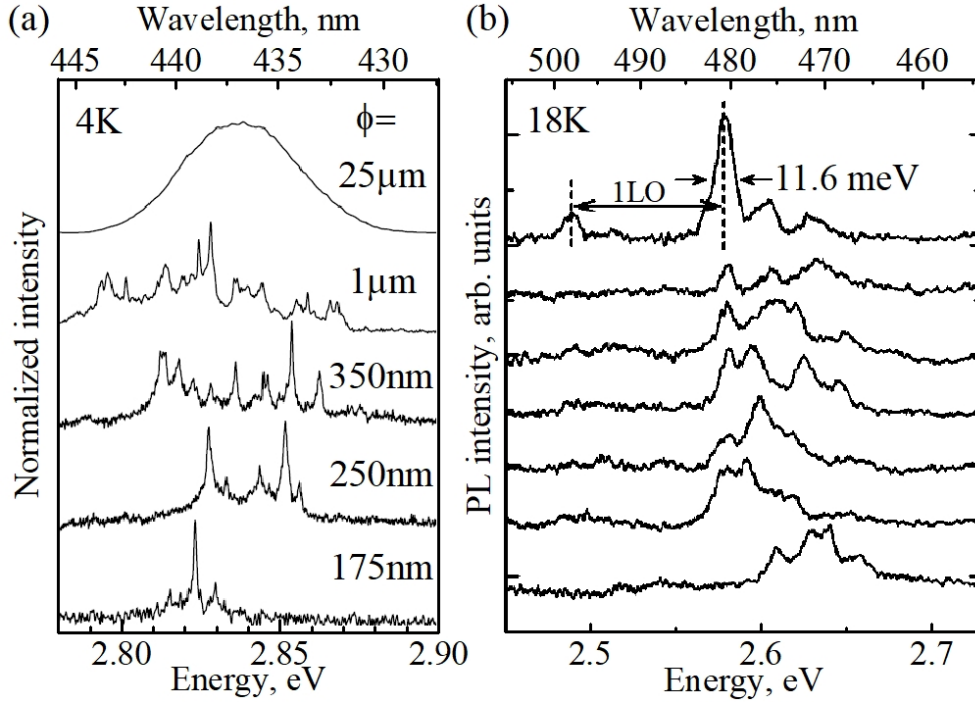 (a)
Wavelength, nm
445 440 435 430
4K
ϕ=
25µm
1µm
350nm
250nm
175nm
Normalized intensity
2.80 2.85 2.90
Energy, eV
(b)
Wavelength, nm
500 490 480 470 460
18K
1LO
11.6 meV
PL intensity, arb. units
2.5 2.6 2.7
Energy, eV